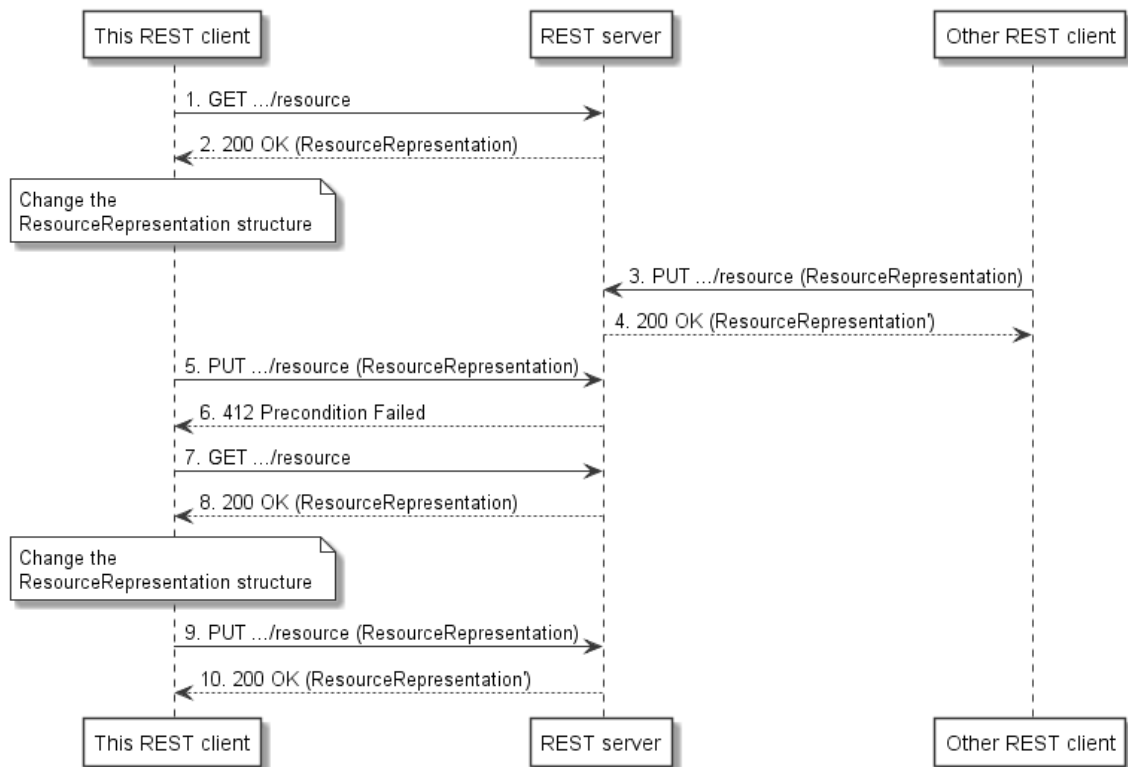 This REST client
REST server
Other REST client
1. GET .../resource
2. 200 OK (ResourceRepresentation)
Change the
ResourceRepresentation structure
3. PUT .../resource (ResourceRepresentation)
4. 200 OK (ResourceRepresentation')
5. PUT .../resource (ResourceRepresentation)
6. 412 Precondition Failed
7. GET .../resource
8. 200 OK (ResourceRepresentation)
Change the
ResourceRepresentation structure
9. PUT .../resource (ResourceRepresentation)
10. 200 OK (ResourceRepresentation')
This REST client
REST server
Other REST client